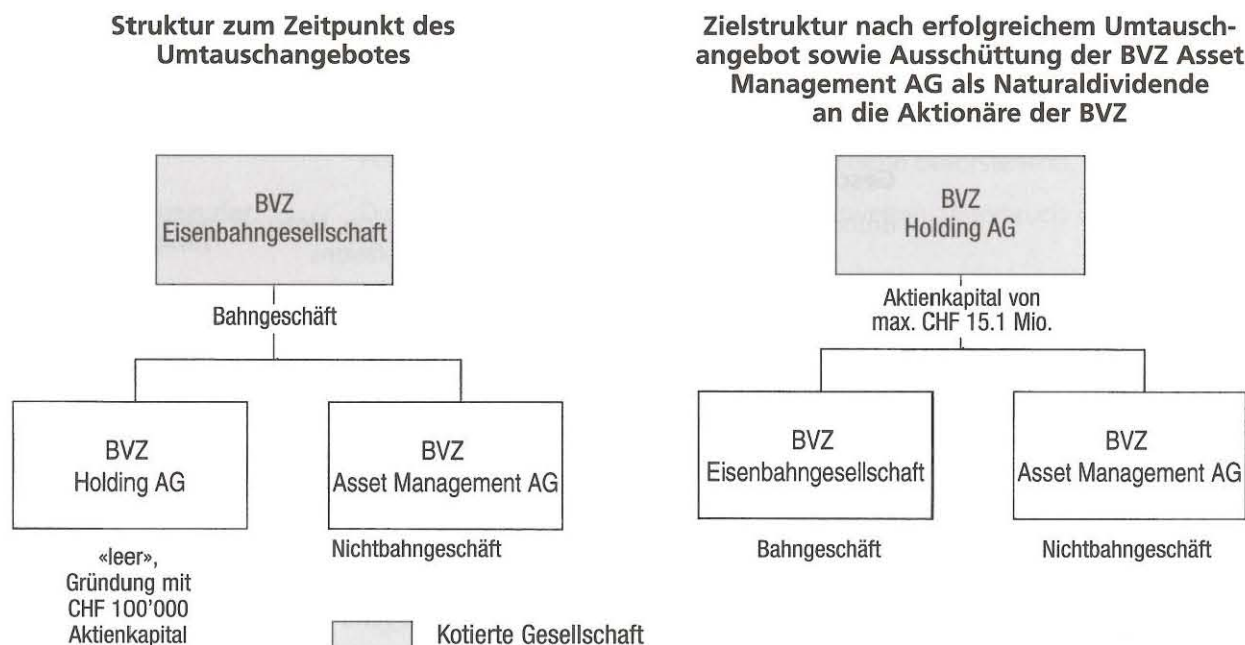 Struktur zum Zeitpunkt des
Umtauschangebotes
BVZ
Eisenbahngesellschaft
Bahngeschäft
BVZ
Holding AG
«leer»,
Gründung mit
CHF 100'000
Aktienkapital
BVZ
Asset Management AG
Nichtbahngeschäft
Kotierte Gesellschaft
Zielstruktur nach erfolgreichem Umtausch-
angebot sowie Ausschüttung der BVZ Asset
Management AG als Naturaldividende
an die Aktionäre der BVZ
BVZ
Holding AG
Aktienkapital von
max. CHF 15.1 Mio.
BVZ
Eisenbahngesellschaft
Bahngeschäft
BVZ
Asset Management AG
Nichtbahngeschäft